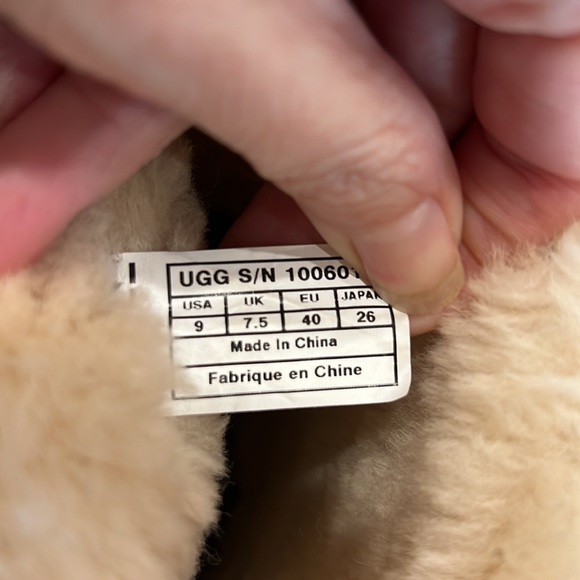 UGG S/N 10060
USA UK EU JAPAN
9 7.5 40 26
Made In China
Fabrique en Chine